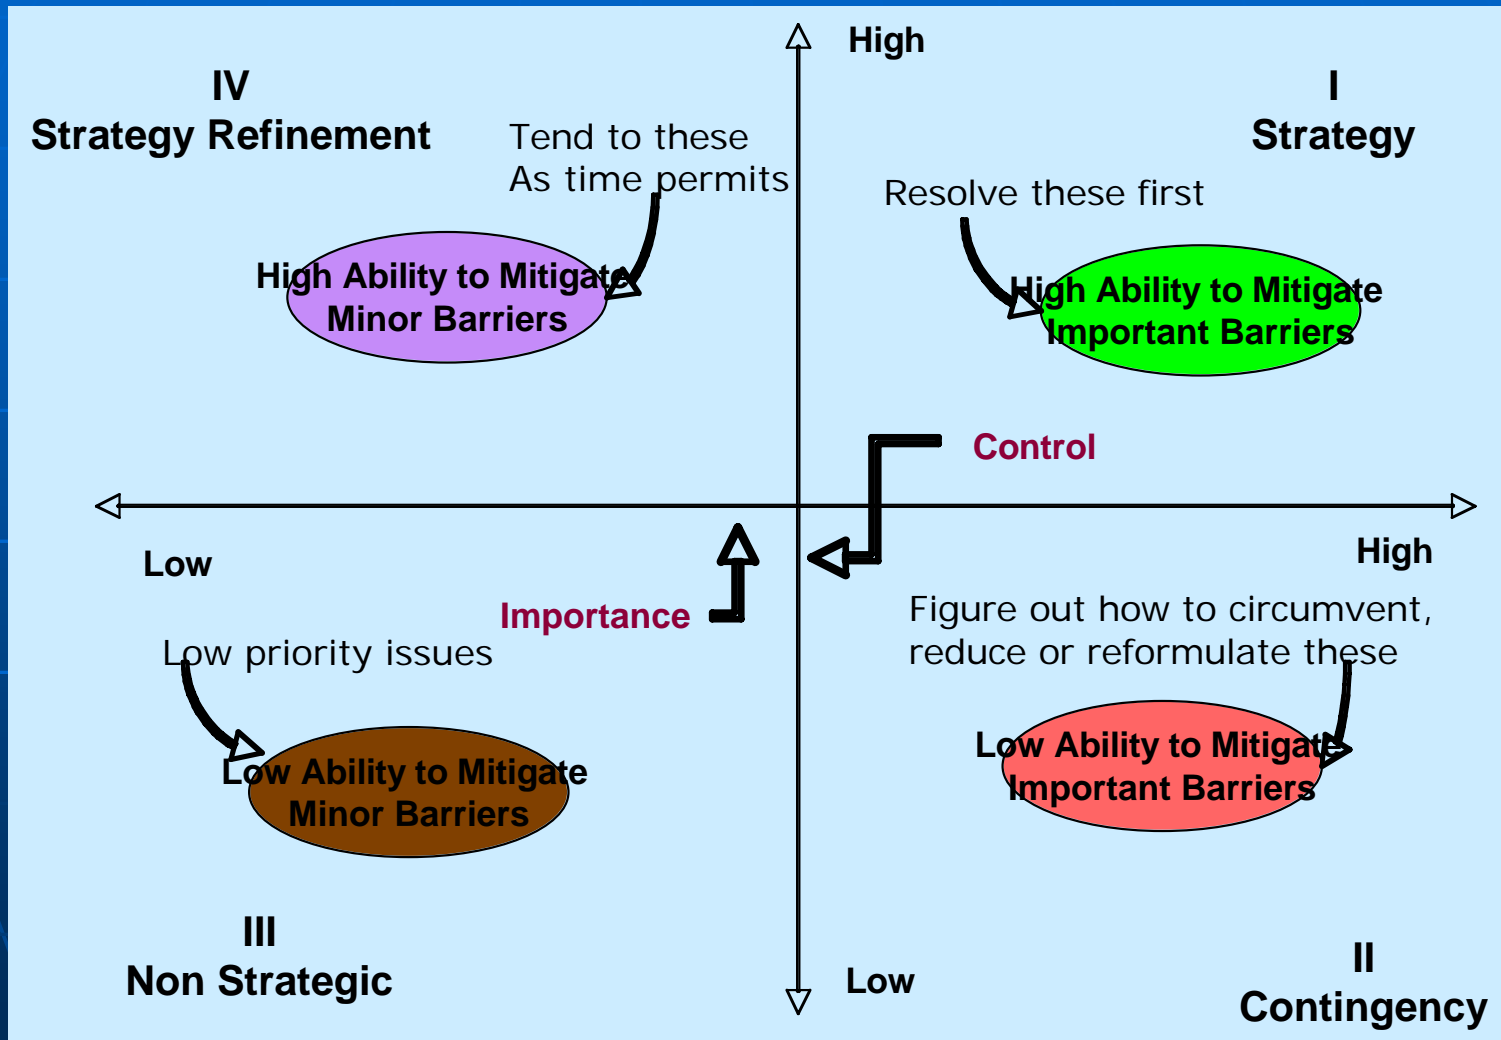 High
IV
Strategy Refinement
Tend to these
As time permits
High Ability to Mitigate
Minor Barriers
I
Strategy
Resolve these first
High Ability to Mitigate
Important Barriers
Control
Low
High
Importance
Low priority issues
Low Ability to Mitigate
Minor Barriers
III
Non Strategic
Figure out how to circumvent,
reduce or reformulate these
Low Ability to Mitigate
Important Barriers
Low
II
Contingency